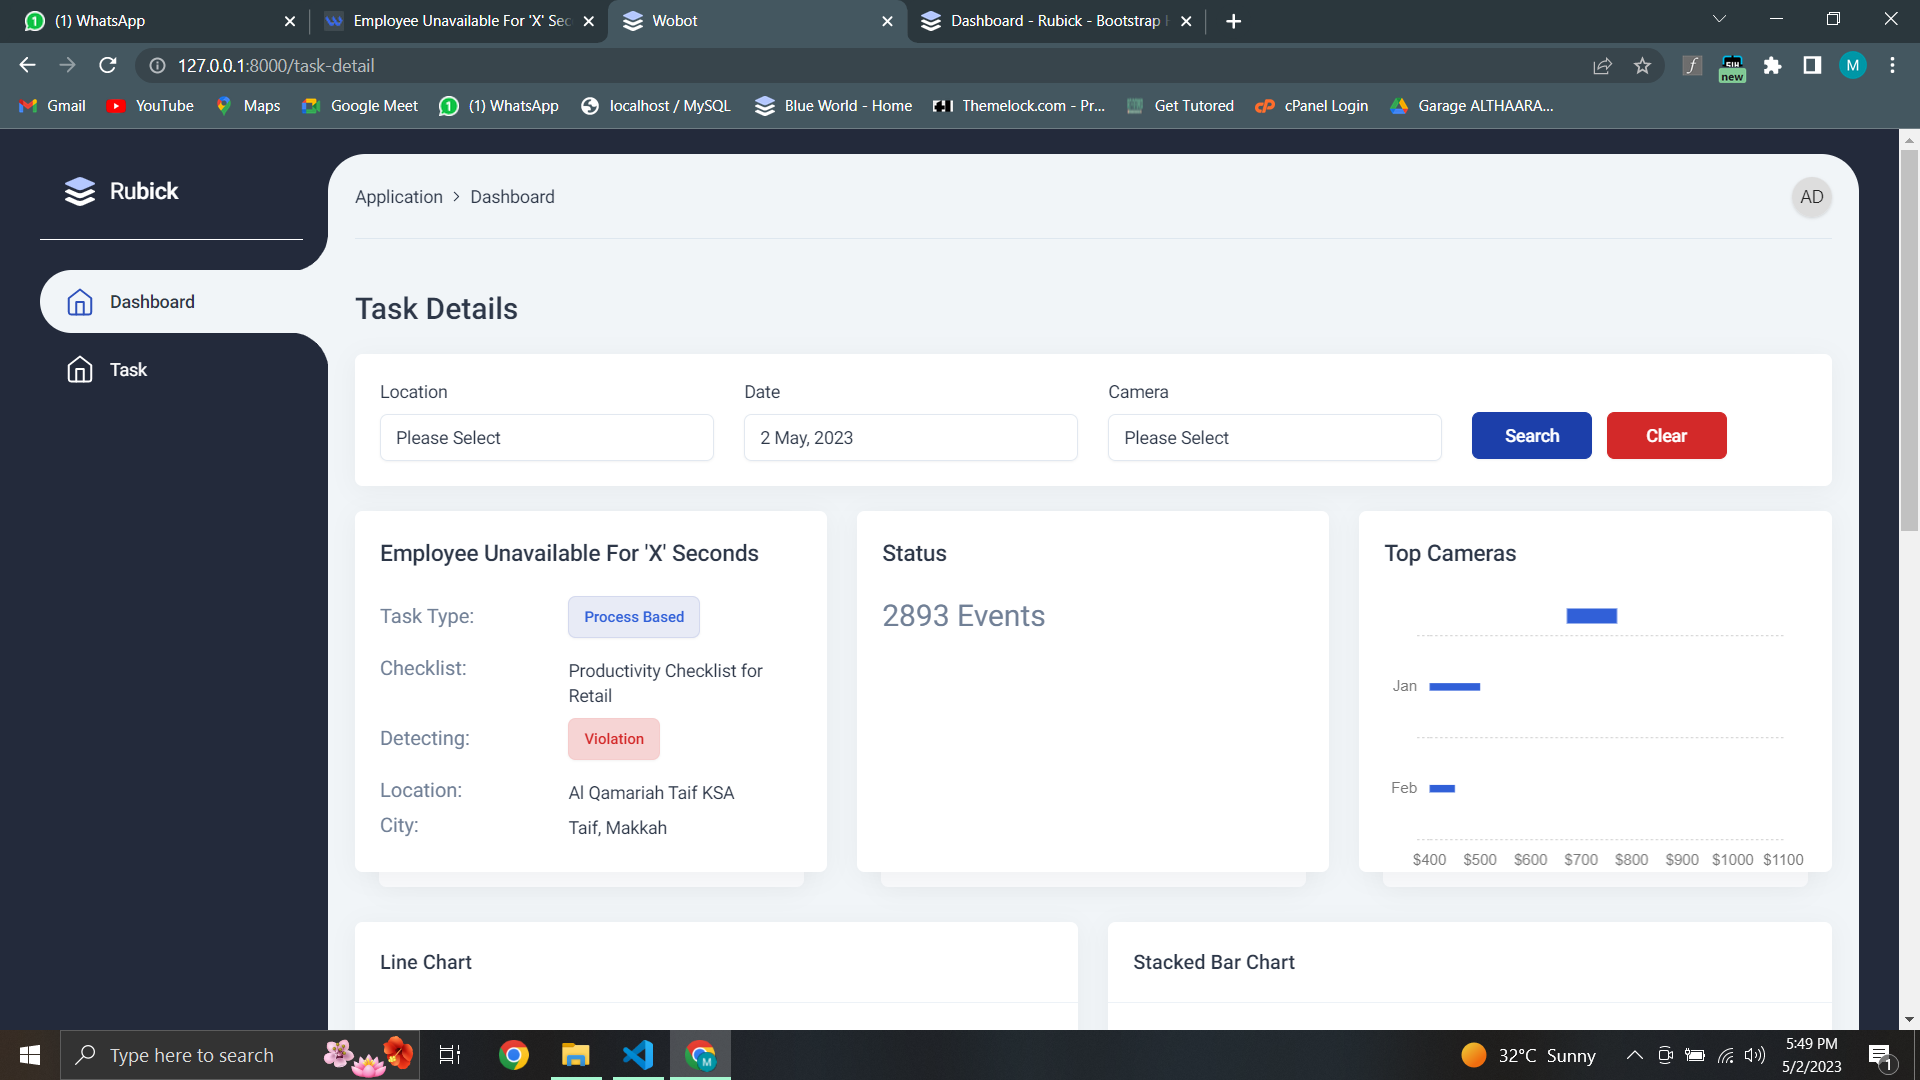 (1) WhatsApp
Employee Unavailable For 'X' Sec
Wobot
Dashboard - Rubick - Bootstrap
127.0.0.1:8000/task-detail
new
M
Gmail
YouTube
Maps
Google Meet
(1) WhatsApp
localhost / MySQL
Blue World - Home
Themelock.com - Pr...
Get Tutored
cPanel Login
Garage ALTHAARA...
Rubick
Application > Dashboard
AD
Dashboard
Task
Task Details
Location
Date
Camera
Please Select
2 May, 2023
Please Select
Search
Clear
Employee Unavailable For 'X' Seconds
Task Type:
Process Based
Checklist:
Productivity Checklist for
Retail
Detecting:
Violation
Location:
Al Qamariah Taif KSA
City:
Taif, Makkah
Status
2893 Events
Top Cameras
Jan
Feb
$400 $500 $600 $700 $800 $900 $1000 $1100
Line Chart
Stacked Bar Chart
Type here to search
32°C Sunny
5:49 PM
5/2/2023
1